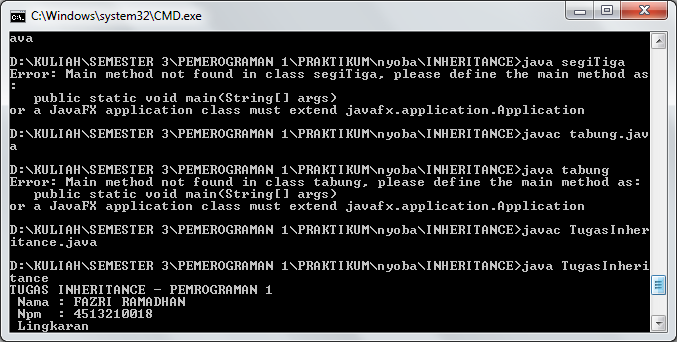 C:\Windows\system32\CMD.exe
ava
D:\KULIAH\SEMESTER 3\PEMEROGRAMAN 1\PRAKTIKUM\nyoba\INHERITANCE>java segiTiga
Error: Main method not found in class segiTiga, please define the main method as
:
   public static void main(String[] args)
or a JavaFX application class must extend javafx.application.Application
D:\KULIAH\SEMESTER 3\PEMEROGRAMAN 1\PRAKTIKUM\nyoba\INHERITANCE>javac tabung.jav
a
D:\KULIAH\SEMESTER 3\PEMEROGRAMAN 1\PRAKTIKUM\nyoba\INHERITANCE>java tabung
Error: Main method not found in class tabung, please define the main method as:
   public static void main(String[] args)
or a JavaFX application class must extend javafx.application.Application
D:\KULIAH\SEMESTER 3\PEMEROGRAMAN 1\PRAKTIKUM\nyoba\INHERITANCE>javac TugasInher
itance.java
D:\KULIAH\SEMESTER 3\PEMEROGRAMAN 1\PRAKTIKUM\nyoba\INHERITANCE>java TugasInheri
tance
TUGAS INHERITANCE - PEMROGRAMAN 1
 Nama : FAZRI RAMADHAN
 Npm  : 4513210018
 Lingkaran